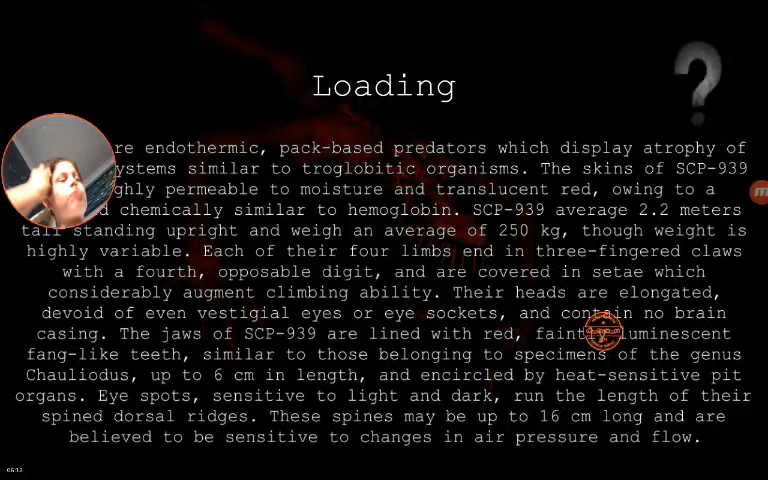 Loading
re endothermic, pack-based predators which display atrophy of
ystems similar to troglobitic organisms. The skins of SCP-939
ghly permeable to moisture and translucent red, owing to a
d chemically similar to hemoglobin. SCP-939 average 2.2 meters
tall standing upright and weigh an average of 250 kg, though weight is
highly variable. Each of their four limbs end in three-fingered claws
with a fourth, opposable digit, and are covered in setae which
considerably augment climbing ability. Their heads are elongated,
devoid of even vestigial eyes or eye sockets, and contain no brain
casing. The jaws of SCP-939 are lined with red, faint luminescent
fang-like teeth, similar to those belonging to specimens of the genus
Chauliodus, up to 6 cm in length, and encircled by heat-sensitive pit
organs. Eye spots, sensitive to light and dark, run the length of their
spined dorsal ridges. These spines may be up to 16 cm long and are
believed to be sensitive to changes in air pressure and flow.
06:13